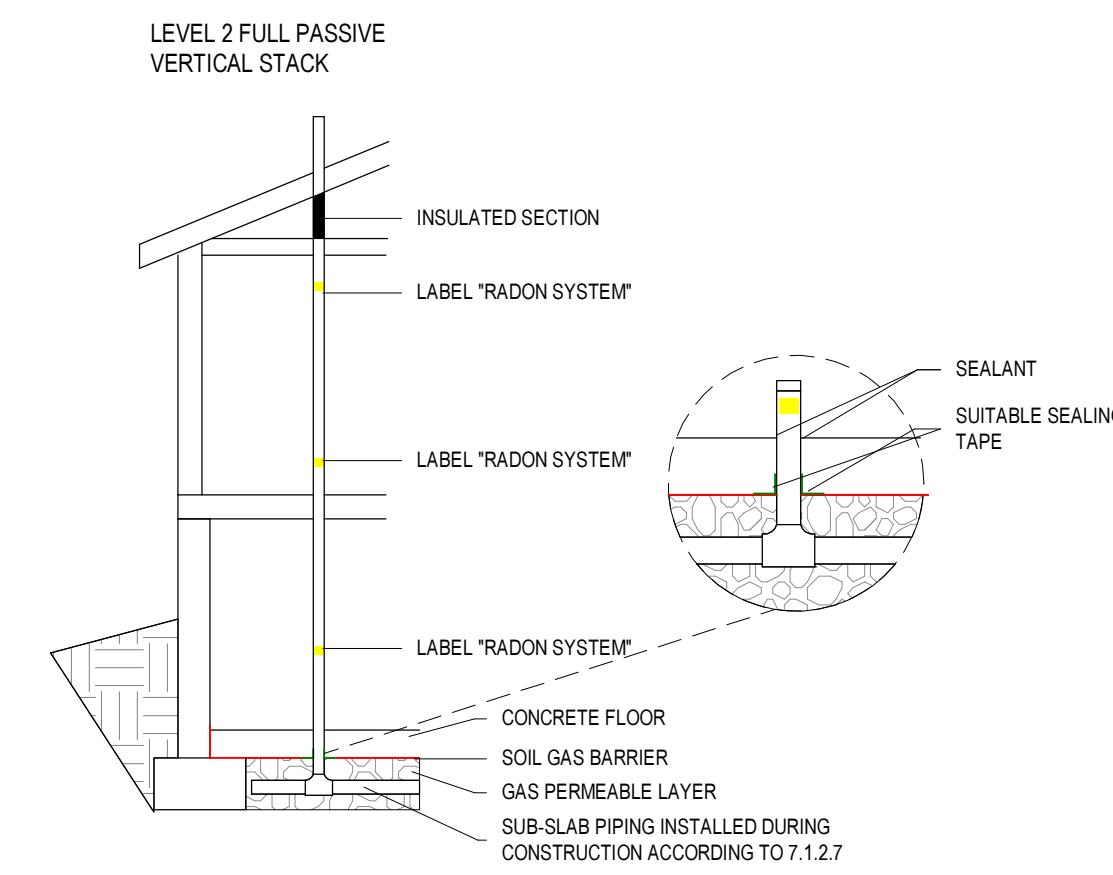 LEVEL 2 FULL PASSIVE
VERTICAL STACK
INSULATED SECTION
LABEL "RADON SYSTEM"
SEALANT
SUITABLE SEALING
TAPE
LABEL "RADON SYSTEM"
LABEL "RADON SYSTEM"
CONCRETE FLOOR
SOIL GAS BARRIER
GAS PERMEABLE LAYER
SUB-SLAB PIPING INSTALLED DURING
CONSTRUCTION ACCORDING TO 7.1.2.7